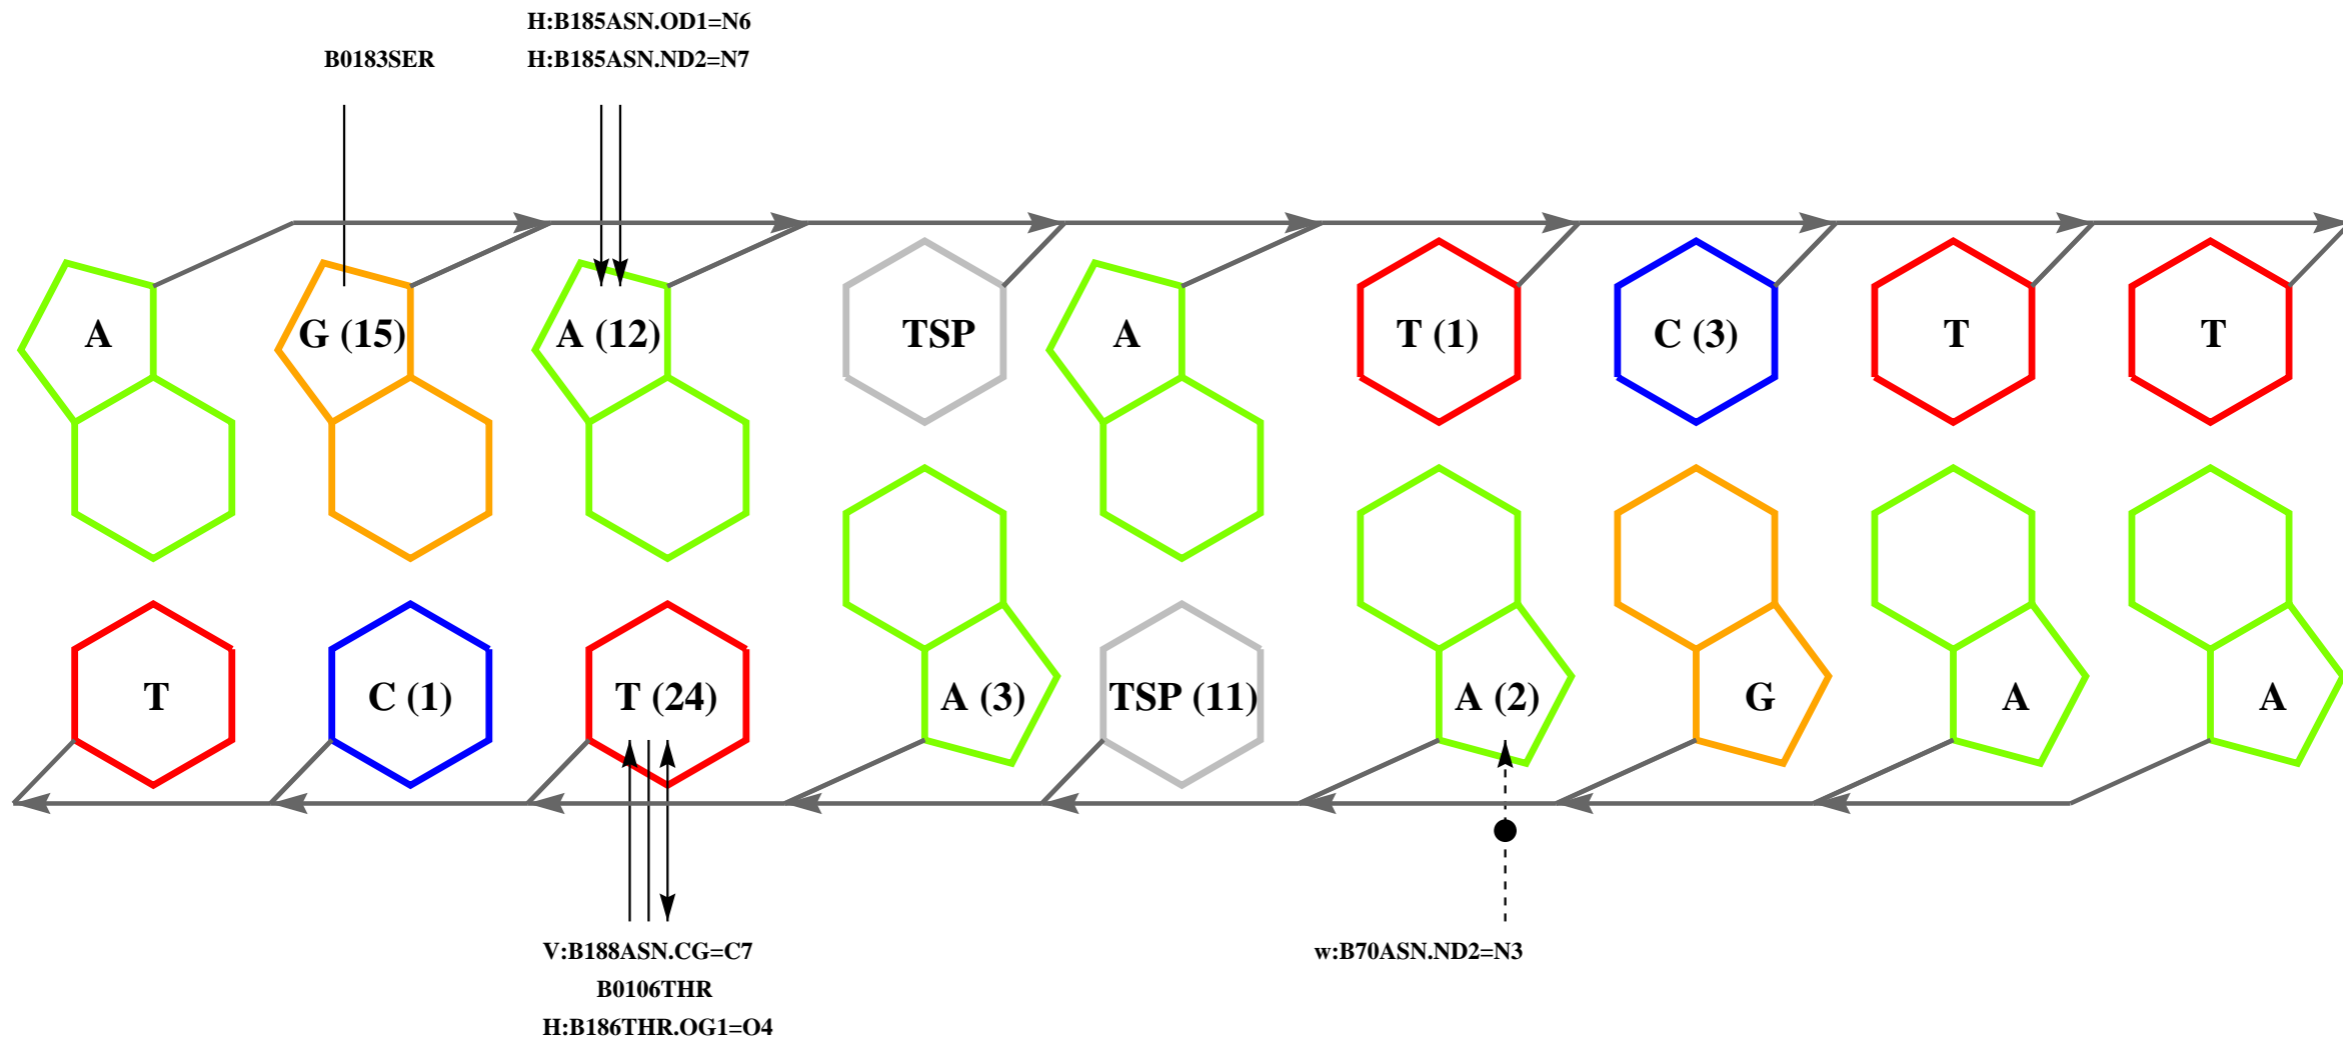 H:B185ASN.OD1=N6
B0183SER H:B185ASN.ND2=N7
A G (15) A (12) TSP A T (1) C (3) T T
T C (1) T (24) A (3) TSP (11) A (2) G A A
V:B188ASN.CG=C7 w:B70ASN.ND2=N3
B0106THR
H:B186THR.OG1=O4